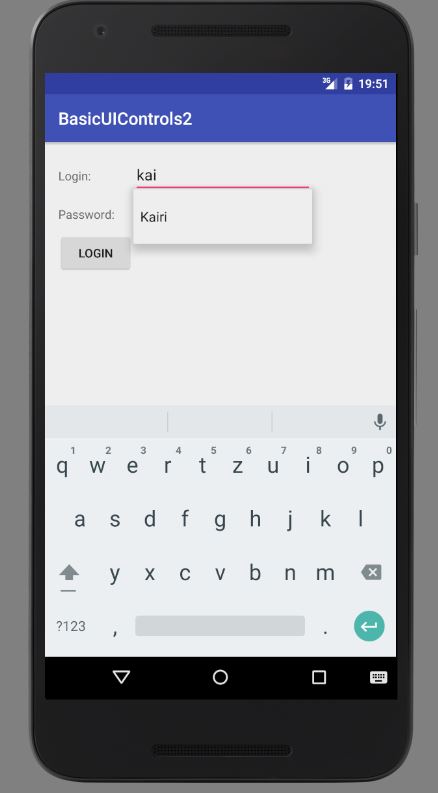 3G 19:51
BasicUIControls2
Login: kai
Password:
Kairi
LOGIN
1 2 3 4 5 6 7 8 9 0
q w e r t z u i o p
a s d f g h j k l
y x c v b n m
?123 , .